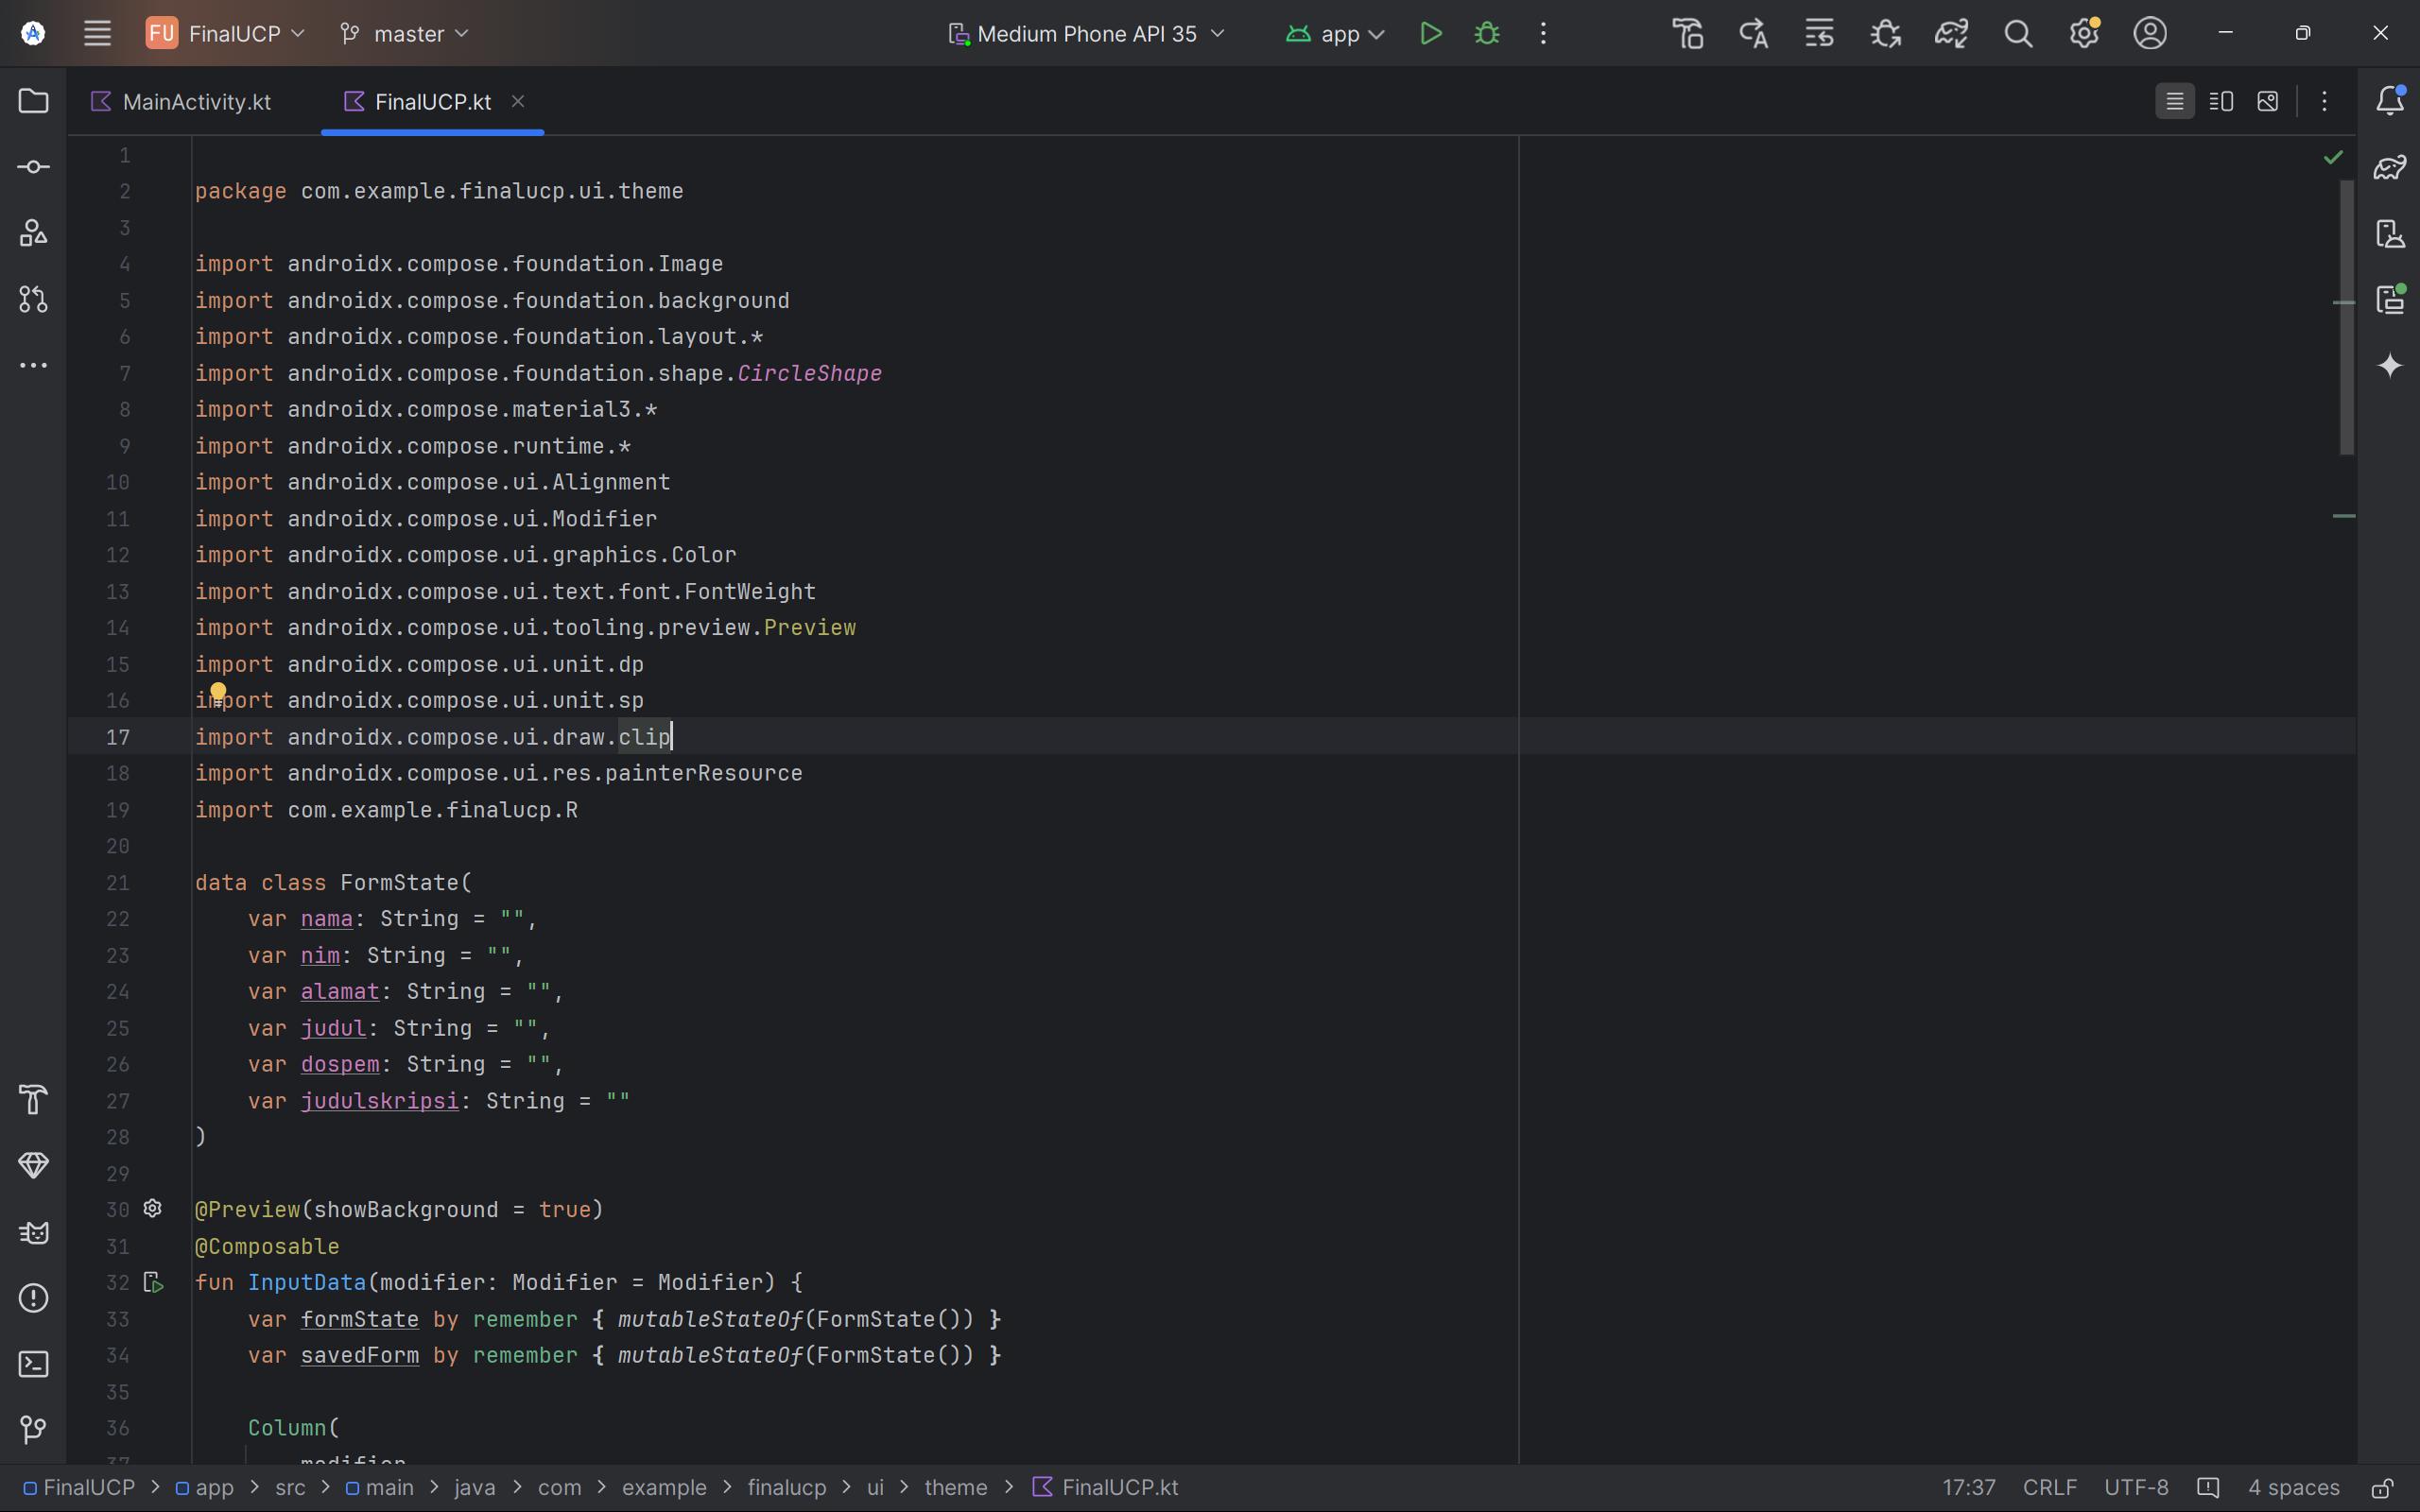 FU FinalUCP master Medium Phone API 35 app
MainActivity.kt FinalUCP.kt
1
2 package com.example.finalucp.ui.theme
3
4 import androidx.compose.foundation.Image
5 import androidx.compose.foundation.background
6 import androidx.compose.foundation.layout.*
7 import androidx.compose.foundation.shape.CircleShape
8 import androidx.compose.material3.*
9 import androidx.compose.runtime.*
10 import androidx.compose.ui.Alignment
11 import androidx.compose.ui.Modifier
12 import androidx.compose.ui.graphics.Color
13 import androidx.compose.ui.text.font.FontWeight
14 import androidx.compose.ui.tooling.preview.Preview
15 import androidx.compose.ui.unit.dp
16 import androidx.compose.ui.unit.sp
17 import androidx.compose.ui.draw.clip
18 import androidx.compose.ui.res.painterResource
19 import com.example.finalucp.R
20
21 data class FormState(
22 var nama: String = "",
23 var nim: String = "",
24 var alamat: String = "",
25 var judul: String = "",
26 var dospem: String = "",
27 var judulskripsi: String = ""
28 )
29
30 @Preview(showBackground = true)
31 @Composable
32 fun InputData(modifier: Modifier = Modifier) {
33 var formState by remember { mutableStateOf(FormState()) }
34 var savedForm by remember { mutableStateOf(FormState()) }
35
36 Column(
37 modifier
FinalUCP > app > src > main > java > com > example > finalucp > ui > theme > FinalUCP.kt 17:37 CRLF UTF-8 4 spaces